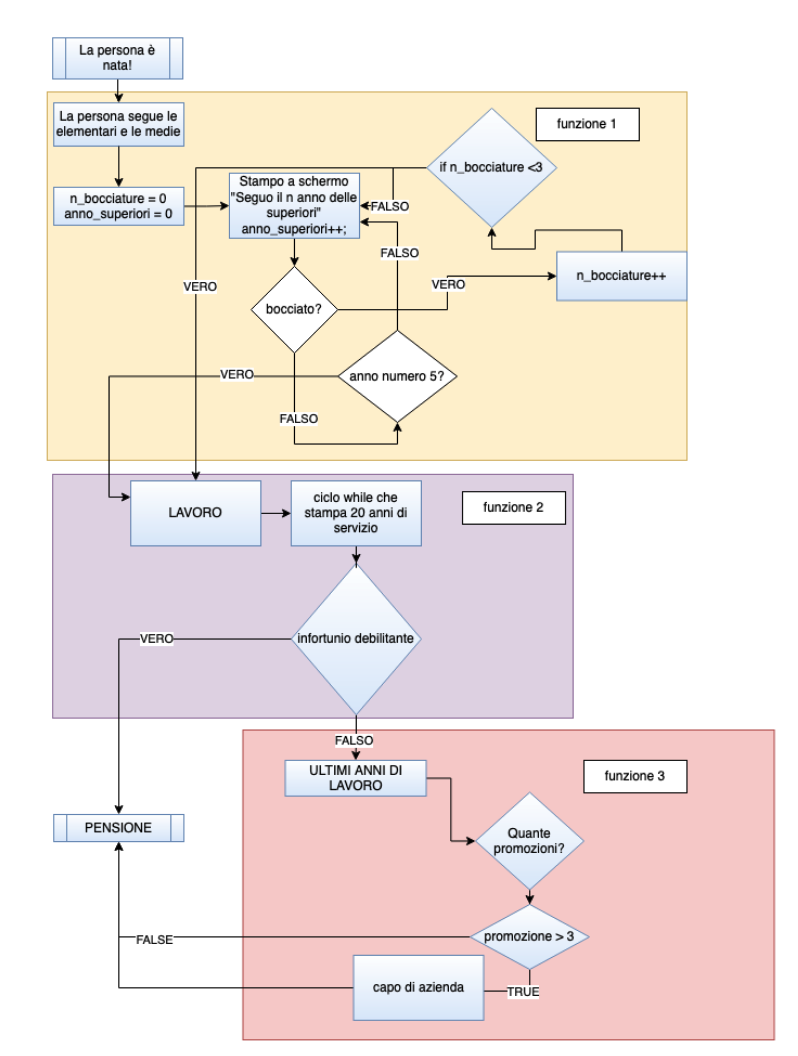 La persona è
nata!
La persona segue le
elementari e le medie
funzione 1
n_bocciature = 0
anno_superiori = 0
Stampo a schermo
"Seguo il n anno delle
superiori"
anno_superiori++;
if n_bocciature <3
FALSO
FALSO
n_bocciature++
VERO
VERO
bocciato?
anno numero 5?
VERO
FALSO
LAVORO
ciclo while che
stampa 20 anni di
servizio
funzione 2
infortunio debilitante
VERO
FALSO
ULTIMI ANNI DI
LAVORO
funzione 3
PENSIONE
Quante
promozioni?
promozione > 3
FALSE
capo di azienda
TRUE